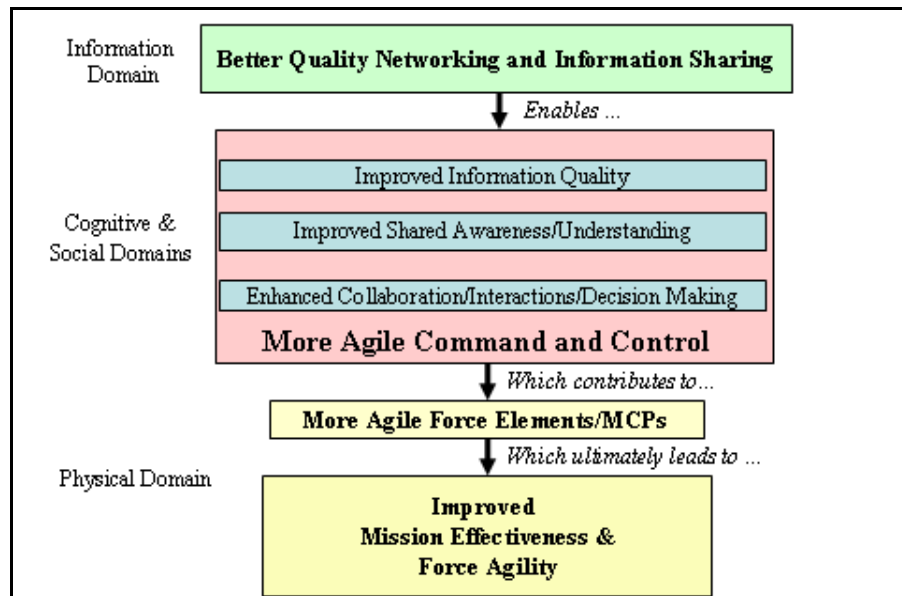 Information
Domain
Better Quality Networking and Information Sharing
Enables ...
Improved Information Quality
Cognitive &
Social Domains
Improved Shared Awareness/Understanding
Enhanced Collaboration/Interactions/Decision Making
More Agile Command and Control
Which contributes to...
More Agile Force Elements/MCPs
Which ultimately leads to ...
Physical Domain
Improved
Mission Effectiveness &
Force Agility